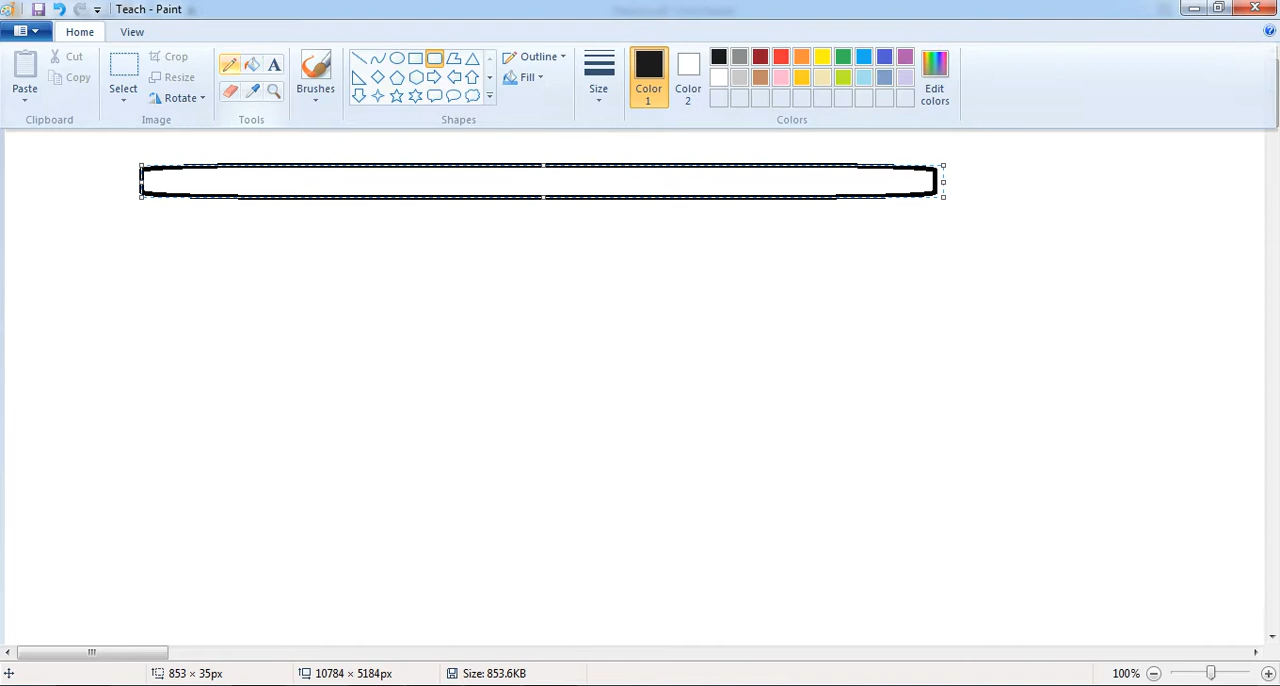 Teach - Paint
Home View
Paste
Cut
Copy
Clipboard
Select
Crop
Resize
Rotate
Image
A
Tools
Brushes
Outline
Fill
Shapes
Size
Color 1
Color 2
Edit colors
Colors
853 × 35px
10784 × 5184px
Size: 853.6KB
100%